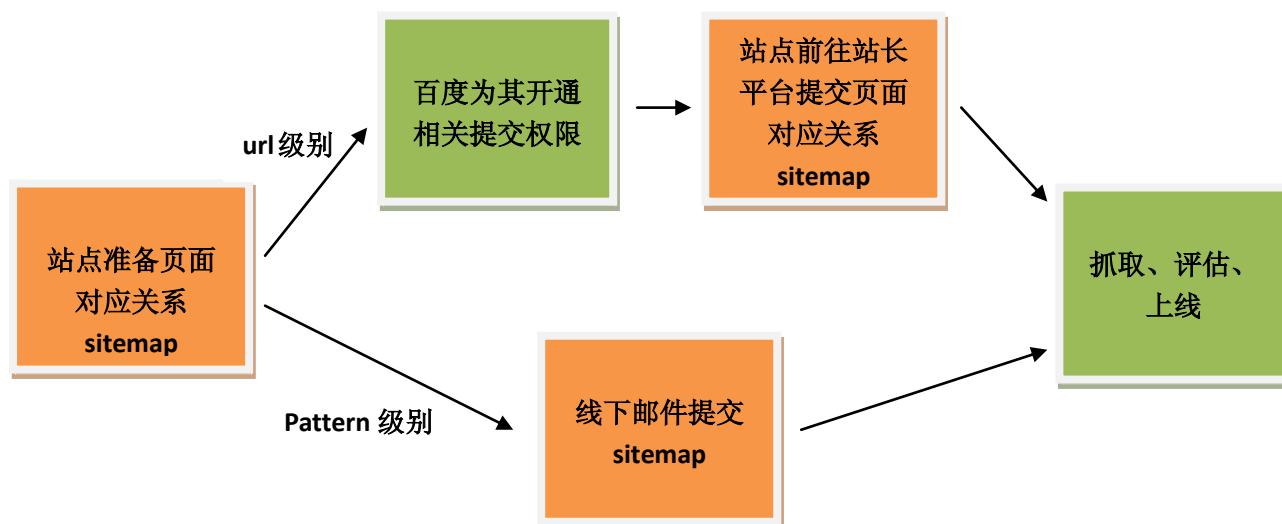 站点准备页面
对应关系
sitemap
url 级别
百度为其开通
相关提交权限
站点前往站长
平台提交页面
对应关系
sitemap
Pattern 级别
线下邮件提交
sitemap
抓取、评估、
上线